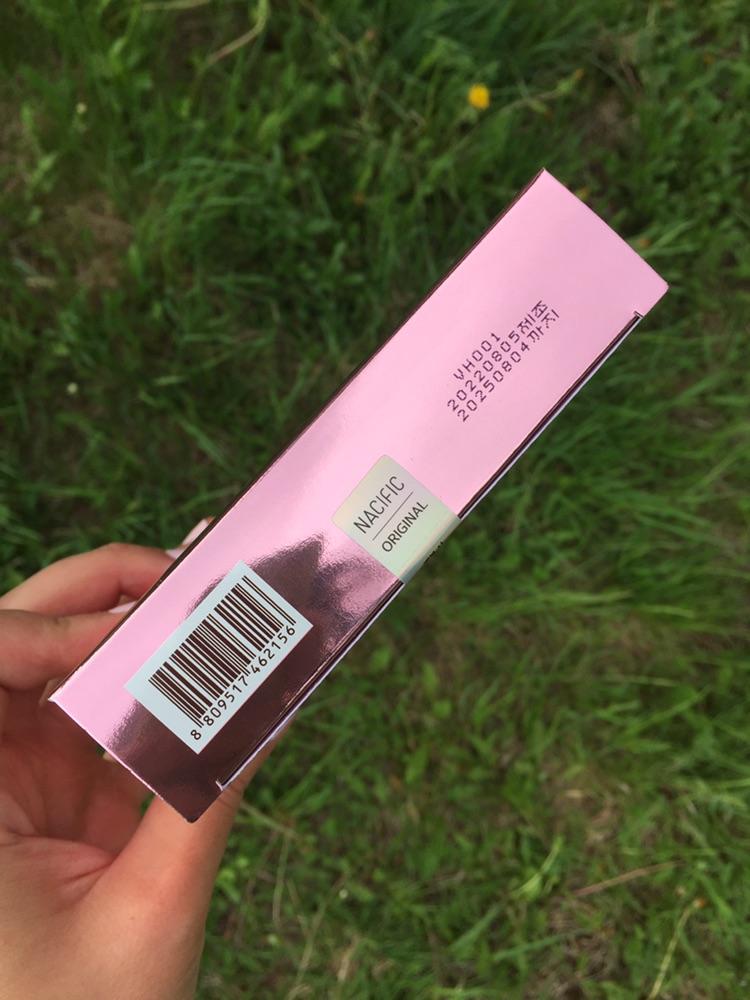 VH001
20220805제조
20250804까지
NACIFIC
ORIGINAL
8 809517 462156